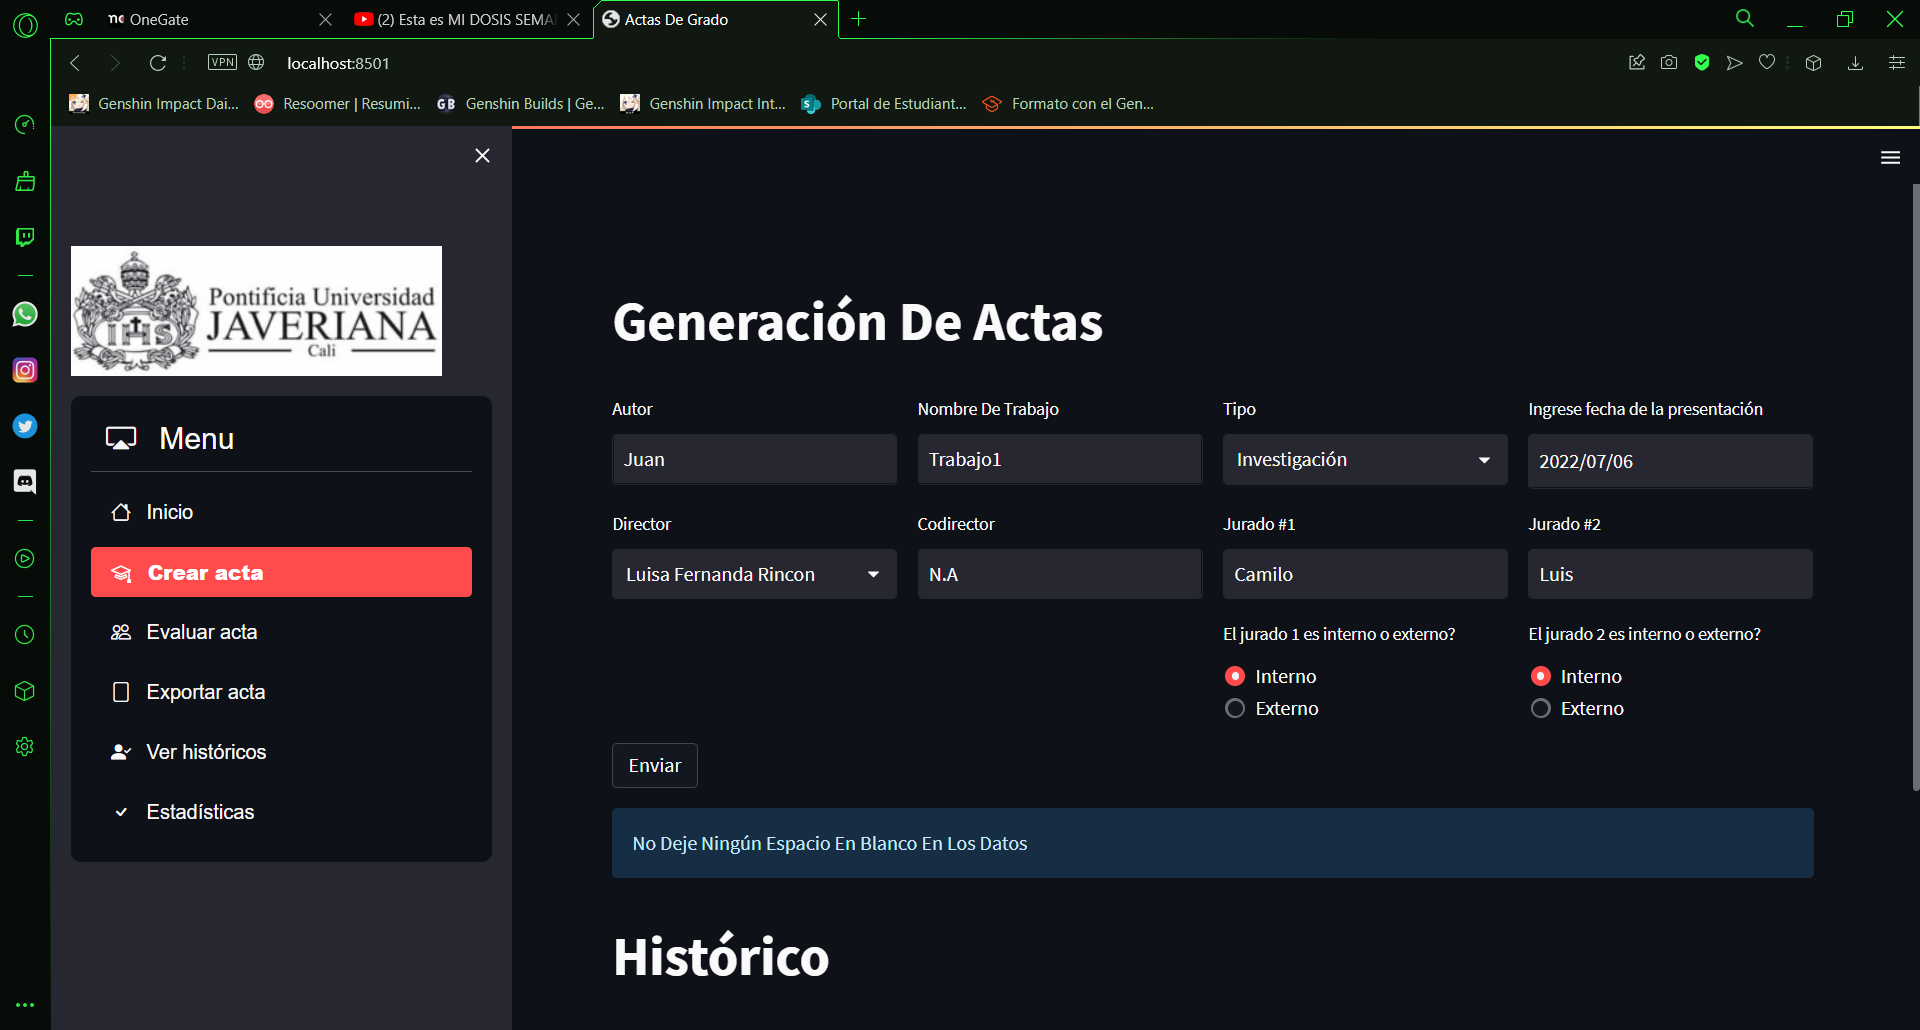 OneGate
(2) Esta es MI DOSIS SEMA
Actas De Grado
VPN
localhost:8501
Genshin Impact Dai...
Resoomer | Resumi...
GB
Genshin Builds | Ge...
Genshin Impact Int...
Portal de Estudiant...
Formato con el Gen...
Pontificia Universidad
JAVERIANA
Cali
IHS
Menu
Inicio
Crear acta
Evaluar acta
Exportar acta
Ver históricos
Estadísticas
Generación De Actas
Autor
Nombre De Trabajo
Tipo
Ingrese fecha de la presentación
Juan
Trabajo1
Investigación
2022/07/06
Director
Codirector
Jurado #1
Jurado #2
Luisa Fernanda Rincon
N.A
Camilo
Luis
El jurado 1 es interno o externo?
El jurado 2 es interno o externo?
Interno
Interno
Externo
Externo
Enviar
No Deje Ningún Espacio En Blanco En Los Datos
Histórico